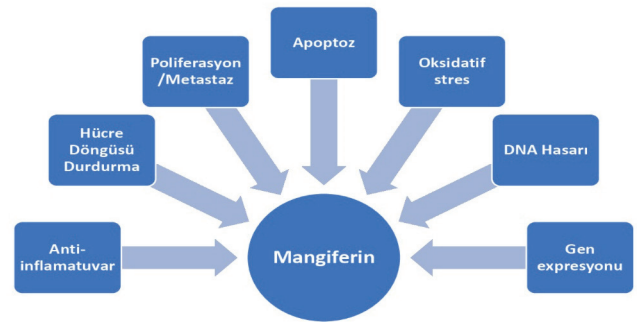 Anti-
inflamatuvar
Hücre
Döngüsü
Durdurma
Poliferasyon
/Metastaz
Apoptoz
Oksidatif
stres
DNA Hasarı
Gen
expresyonu
Mangiferin